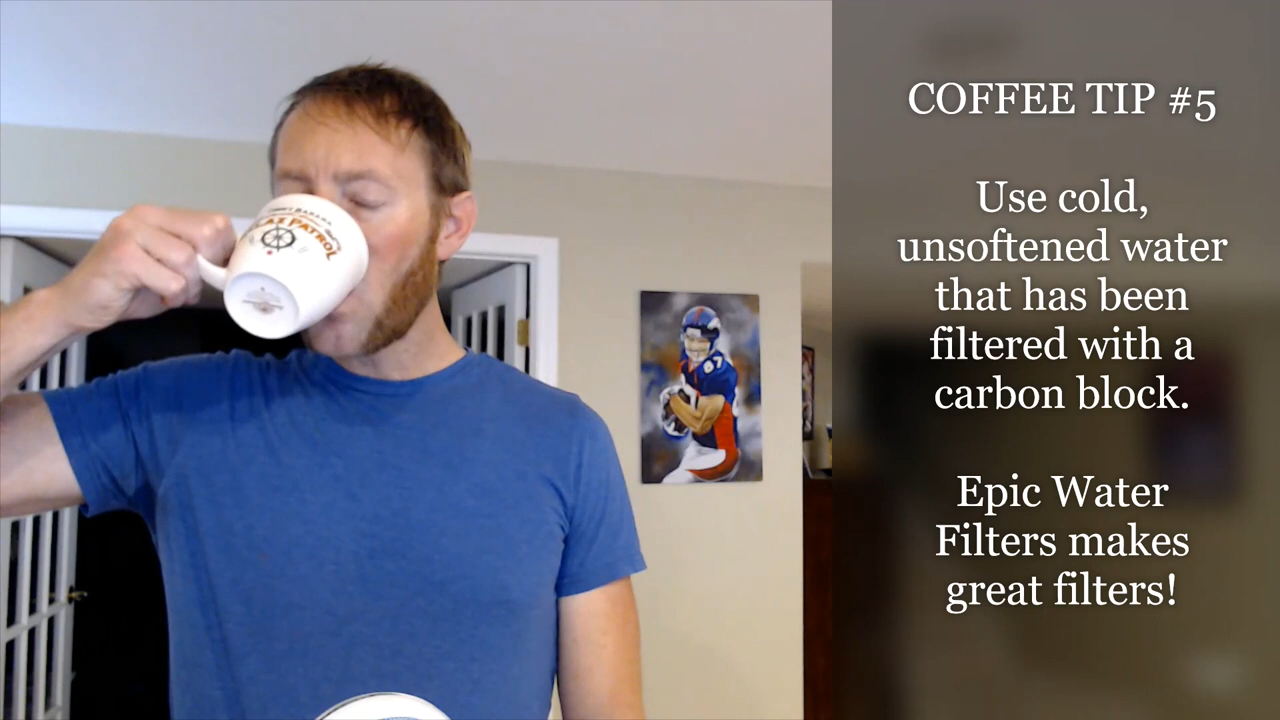 COFFEE TIP #5
Use cold,
unsoftened water
that has been
filtered with a
carbon block.
Epic Water
Filters makes
great filters!
PATROL
87